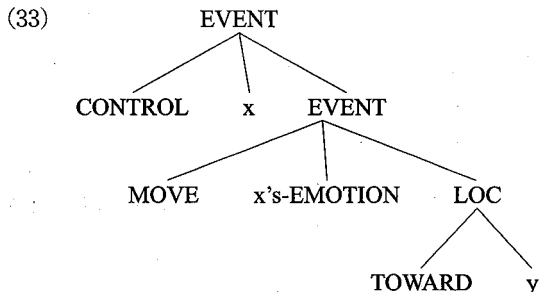 (33) EVENT
CONTROL x EVENT
MOVE x's-EMOTION LOC
TOWARD y